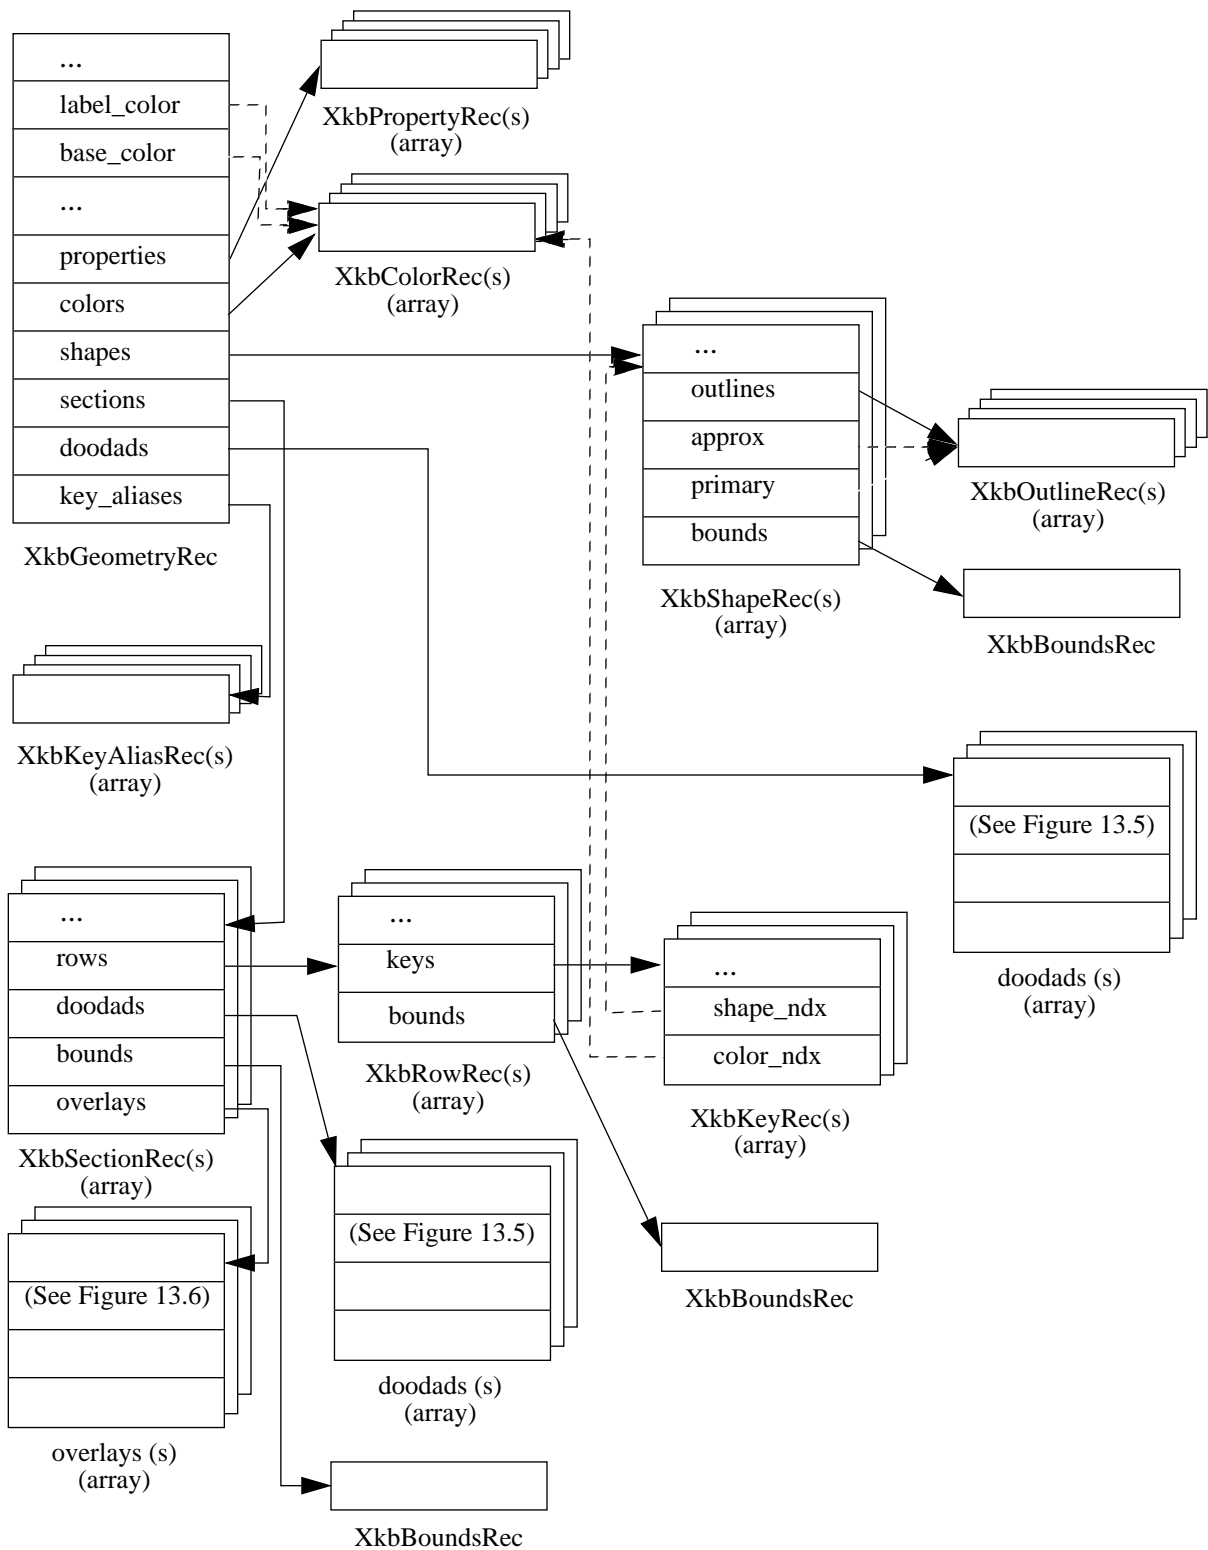 ...
label_color
base_color
...
properties
colors
shapes
sections
doodads
key_aliases
XkbGeometryRec
XkbPropertyRec(s)
(array)
XkbColorRec(s)
(array)
...
outlines
approx
primary
bounds
XkbShapeRec(s)
(array)
XkbOutlineRec(s)
(array)
XkbBoundsRec
XkbKeyAliasRec(s)
(array)
(See Figure 13.5)
doodads (s)
(array)
...
rows
doodads
bounds
overlays
XkbSectionRec(s)
(array)
...
keys
bounds
XkbRowRec(s)
(array)
...
shape_ndx
color_ndx
XkbKeyRec(s)
(array)
(See Figure 13.6)
overlays (s)
(array)
(See Figure 13.5)
doodads (s)
(array)
XkbBoundsRec
XkbBoundsRec